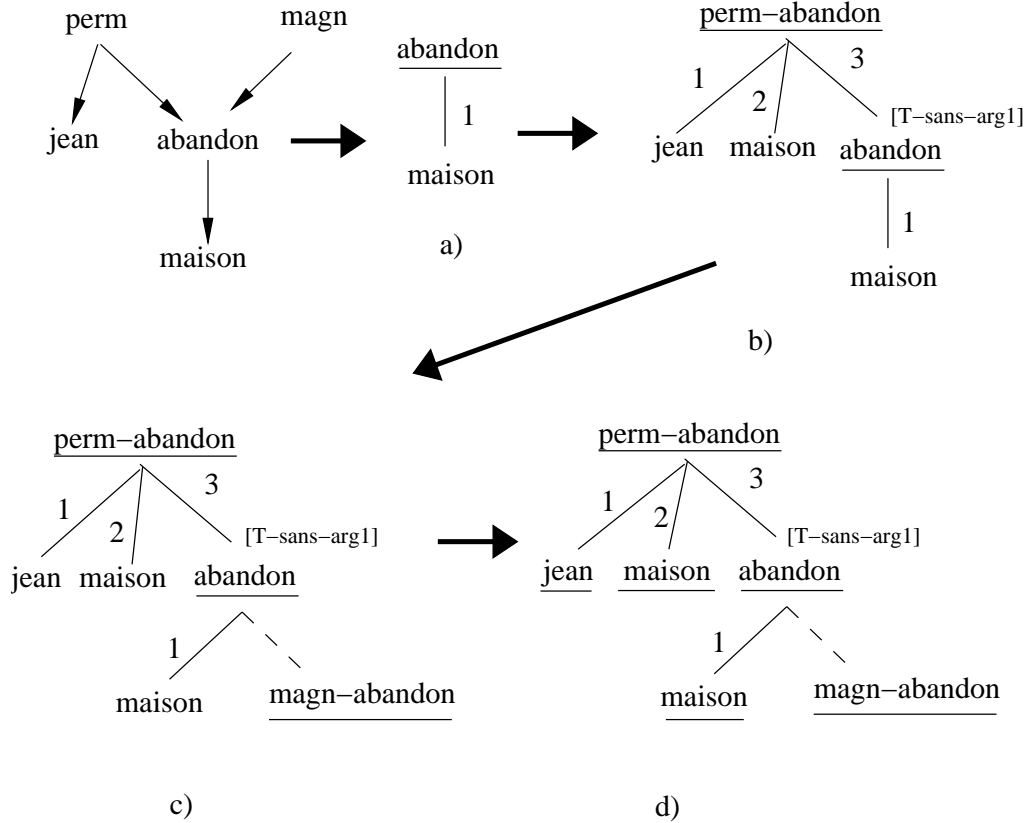 perm magn
jean abandon
maison
abandon
1
maison
a)
perm−abandon
1 2 3
jean maison [T−sans−arg1]
abandon
1
maison
b)
perm−abandon
1 2 3
[T−sans−arg1]
jean maison abandon
1
maison magn−abandon
c)
perm−abandon
1 2 3
[T−sans−arg1]
jean maison abandon
1
maison magn−abandon
d)